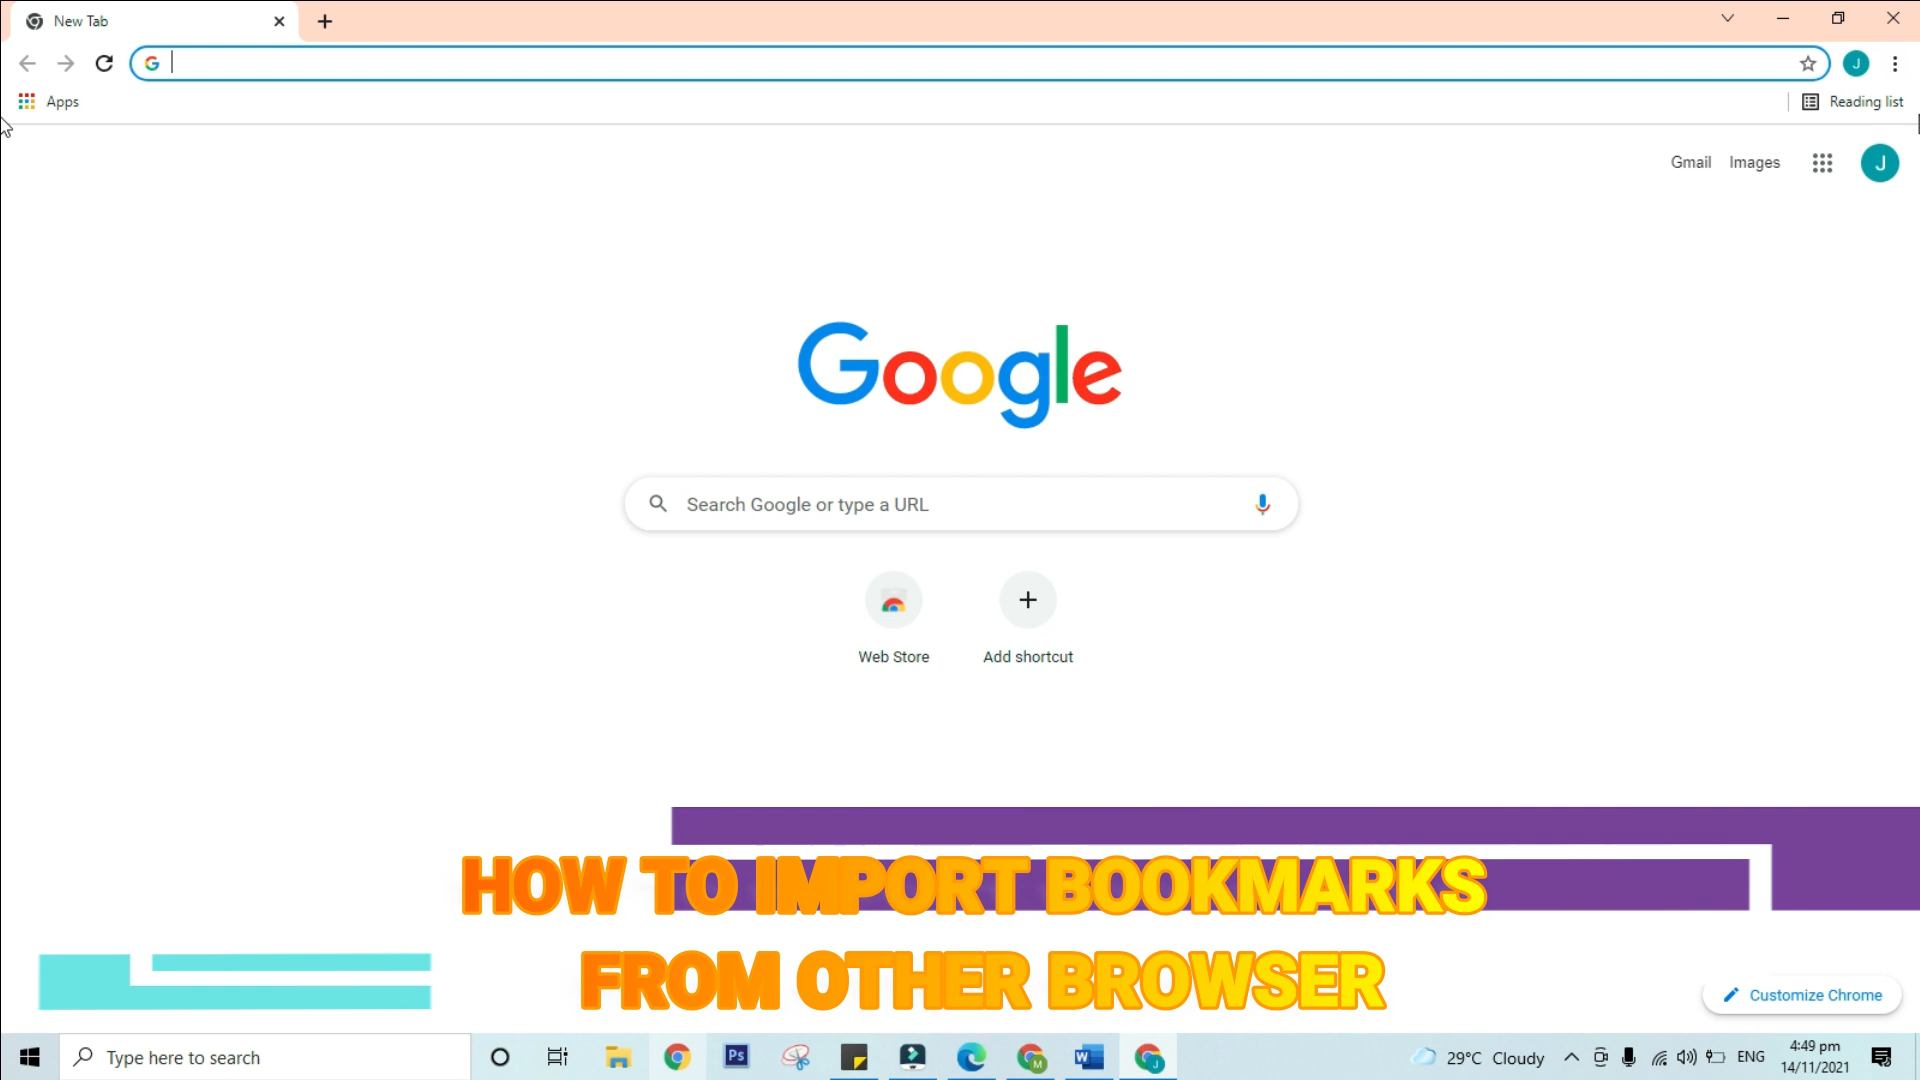 New Tab
Apps
Reading list
Gmail Images
J
J
Google
Search Google or type a URL
Web Store
Add shortcut
HOW TO IMPORT BOOKMARKS
FROM OTHER BROWSER
Customize Chrome
Type here to search
Ps
M
W
J
29°C Cloudy
ENG
4:49 pm
14/11/2021